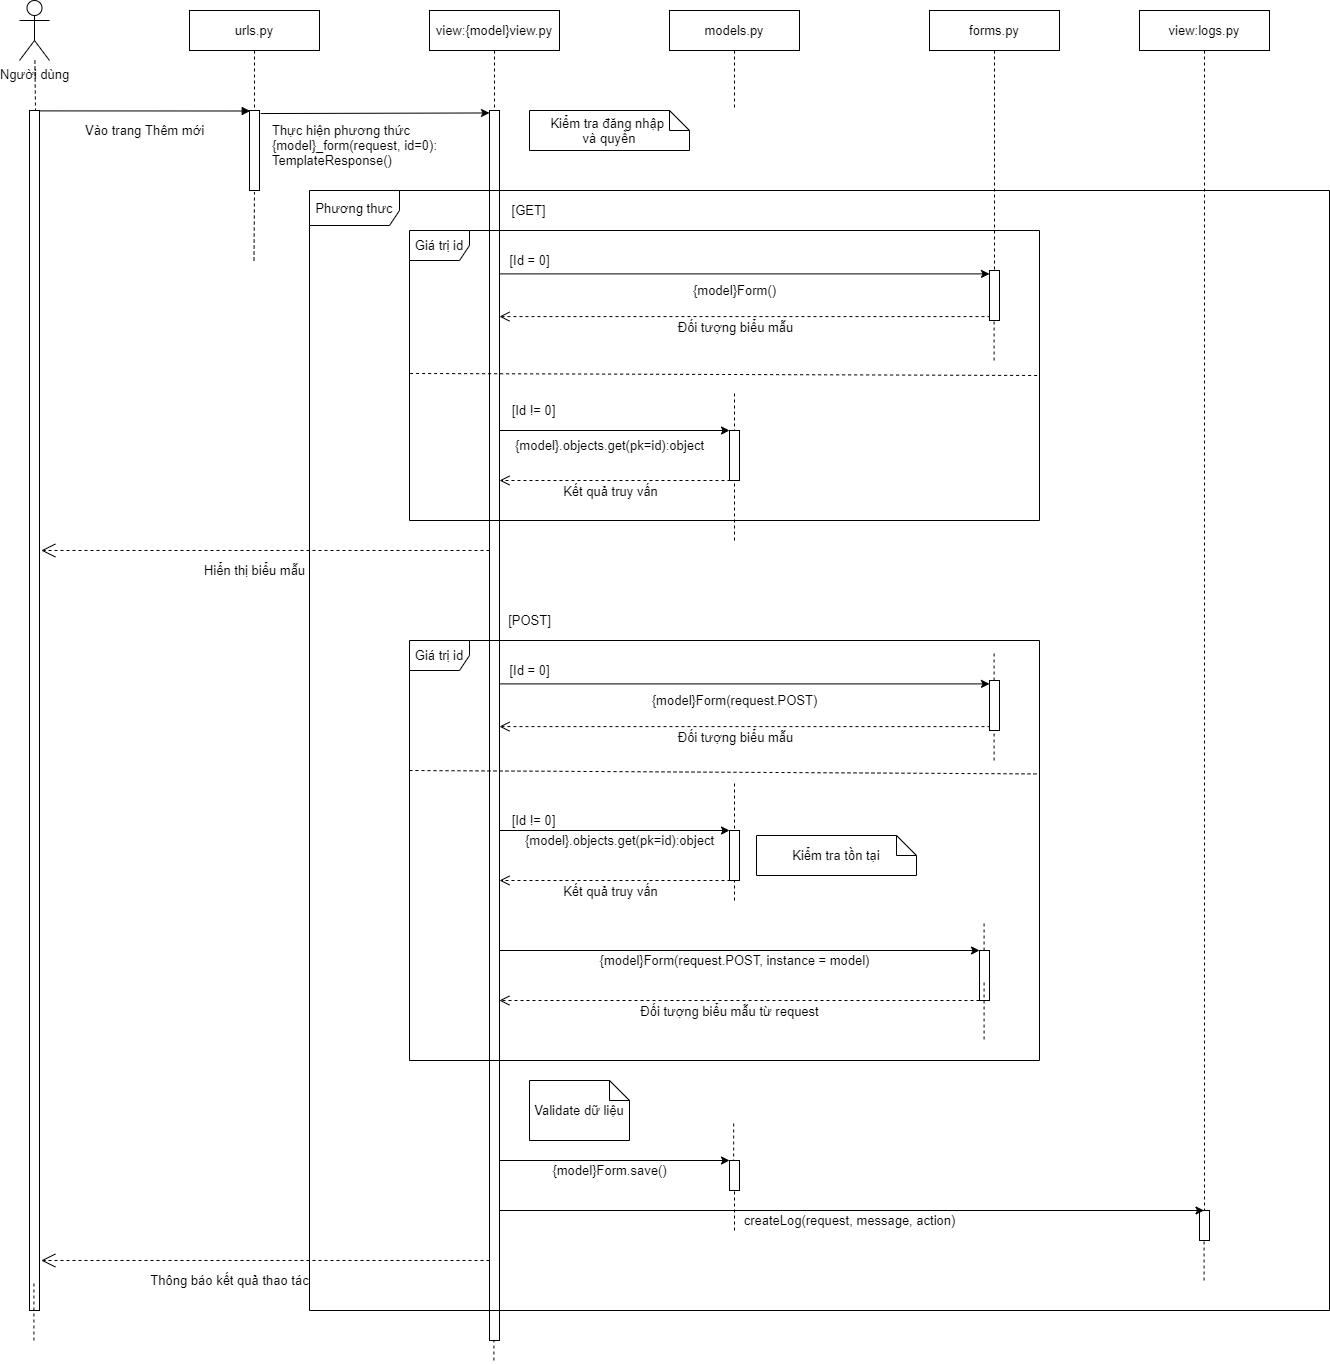 urls.py
view:{model}view.py
models.py
forms.py
view:logs.py
Người dùng
Vào trang Thêm mới
Thực hiện phương thức
{model}_form(request, id=0):
TemplateResponse()
Kiểm tra đăng nhập
và quyền
Phương thưc
[GET]
Giá trị id
[Id = 0]
{model}Form()
Đối tượng biểu mẫu
[Id != 0]
{model}.objects.get(pk=id):object
Kết quả truy vấn
Hiển thị biểu mẫu
[POST]
Giá trị id
[Id = 0]
{model}Form(request.POST)
Đối tượng biểu mẫu
[Id != 0]
{model}.objects.get(pk=id):object
Kiểm tra tồn tại
Kết quả truy vấn
{model}Form(request.POST, instance = model)
Đối tượng biểu mẫu từ request
Validate dữ liệu
{model}Form.save()
createLog(request, message, action)
Thông báo kết quả thao tác